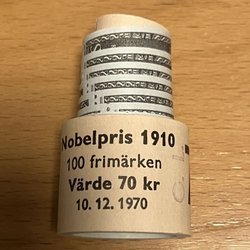 Nobelpris 1910
100 frimärken
Värde 70 kr
10. 12. 1970